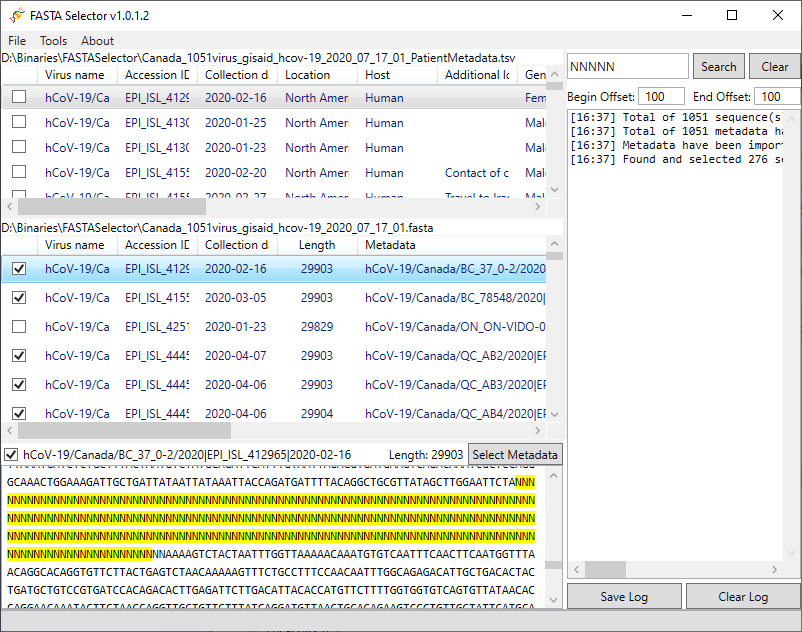 FASTA Selector v1.0.1.2
File Tools About
D:\Binaries\FASTASelector\Canada_1051virus_gisaid_hcov-19_2020_07_17_01_PatientMetadata.tsv
Virus name Accession ID Collection d Location Host Additional lc Gen
hCoV-19/Ca EPI_ISL_4129 2020-02-16 North Amer Human Fem
hCoV-19/Ca EPI_ISL_4130 2020-01-25 North Amer Human Mal
hCoV-19/Ca EPI_ISL_4130 2020-01-23 North Amer Human Mal
hCoV-19/Ca EPI_ISL_4155 2020-02-20 North Amer Human Contact of c Mal
hCoV-19/Ca EPI_ISL_4155 2020-02-27 North Amer Human Travel to Ira Mal
D:\Binaries\FASTASelector\Canada_1051virus_gisaid_hcov-19_2020_07_17_01.fasta
Virus name Accession ID Collection d Length Metadata
hCoV-19/Ca EPI_ISL_4129 2020-02-16 29903 hCoV-19/Canada/BC_37_0-2/2020
hCoV-19/Ca EPI_ISL_4155 2020-03-05 29903 hCoV-19/Canada/BC_78548/2020|
hCoV-19/Ca EPI_ISL_4251 2020-01-23 29829 hCoV-19/Canada/ON_ON-VIDO-0
hCoV-19/Ca EPI_ISL_4445 2020-04-07 29903 hCoV-19/Canada/QC_AB2/2020|EF
hCoV-19/Ca EPI_ISL_4445 2020-04-06 29903 hCoV-19/Canada/QC_AB3/2020|EF
hCoV-19/Ca EPI_ISL_4445 2020-04-06 29904 hCoV-19/Canada/QC_AB4/2020|EF
hCoV-19/Canada/BC_37_0-2/2020|EPI_ISL_412965|2020-02-16 Length: 29903 Select Metadata
GCAAACTGGAAAGATTGCTGATTATAATTATAAATTACCAGATGATTTTACAGGCTGCGTTATAGCTTGGAATTCTANNN
NNNNNNNNNNNNNNNNNNNNNNNNNNNNNNNNNNNNNNNNNNNNNNNNNNNNNNNNNNNNNNNNNNNNNNNNNNNNNNNN
NNNNNNNNNNNNNNNNNNNNNNNNNNNNNNNNNNNNNNNNNNNNNNNNNNNNNNNNNNNNNNNNNNNNNNNNNNNNNNNN
NNNNNNNNNNNNNNNNNNNNNNNNNNNNNNNNNNNNNNNNNNNNNNNNNNNNNNNNNNNNNNNNNNNNNNNNNNNNNNNN
NNNNNNNNNNNNNNNNNNNNNNNNAAAAGTCTACTAATTTGGTTAAAAACAAATGTGTCAATTTCAACTTCAATGGTTTA
ACAGGCACAGGTGTTCTTACTGAGTCTAACAAAAAGTTTCTGCCTTTCCAACAATTTGGCAGAGACATTGCTGACACTAC
TGATGCTGTCCGTGATCCACAGACACTTGAGATTCTTGACATTACACCATGTTCTTTTGGTGGTGTCAGTGTTATAACAC
CAGGAACAAATACTTCTAACCAGGTTGCTGTTCTTTATCAGGATGTTAACTGCACAGAAGTCCCTGTTGCTATTCATGCA
NNNNN Search Clear
Begin Offset: 100 End Offset: 100
[16:37] Total of 1051 sequence(s
[16:37] Total of 1051 metadata ha
[16:37] Metadata have been impor
[16:37] Found and selected 276 se
Save Log Clear Log